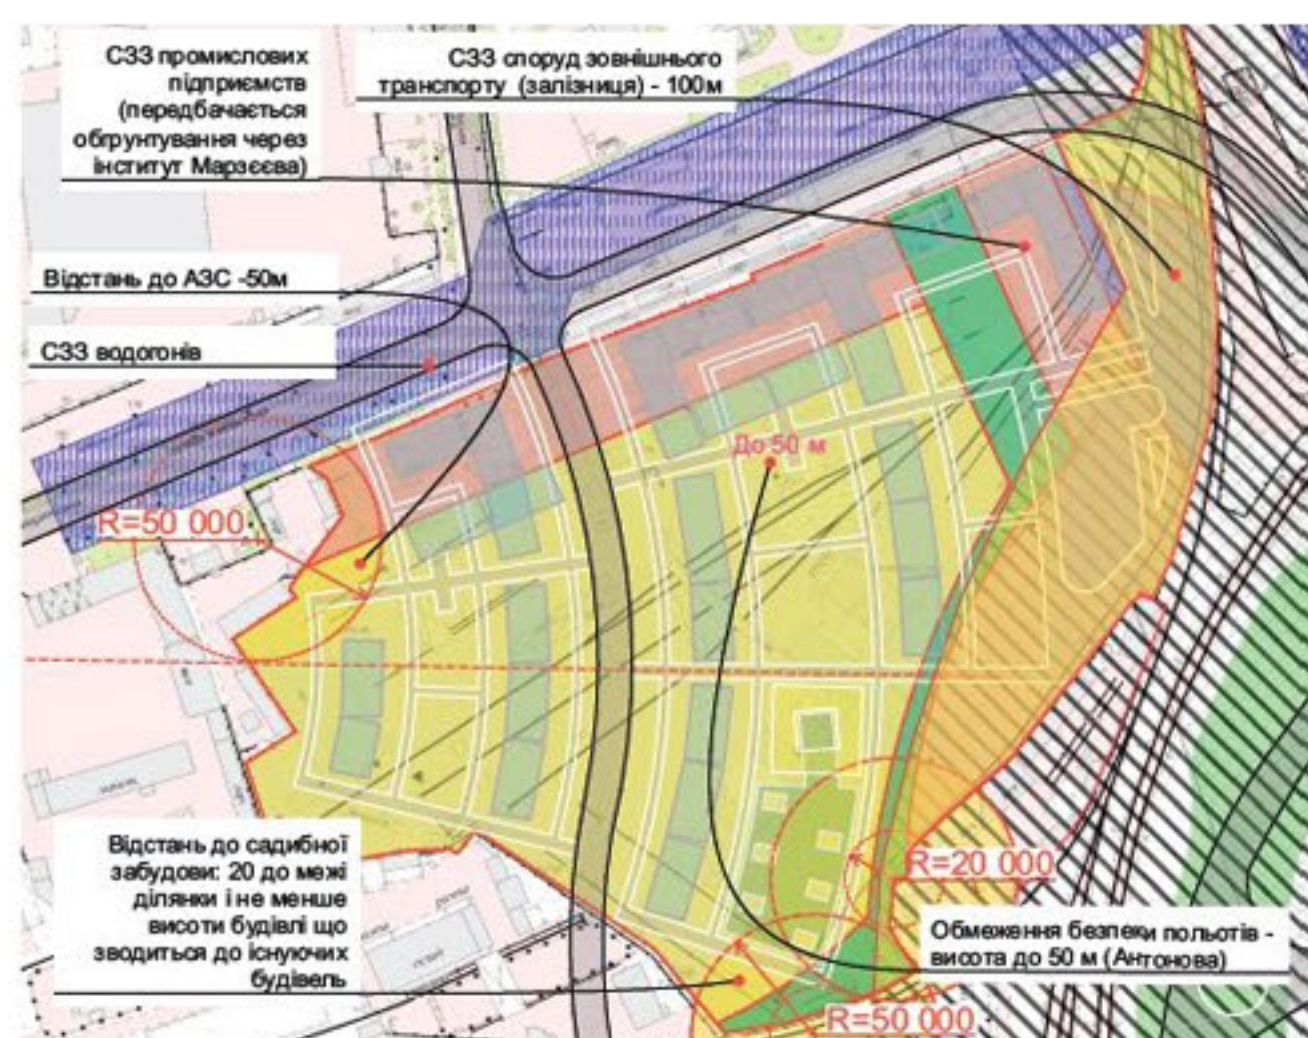 СЗЗ промислових
підприємств
(передбачається
обгрунтування через
інститут Марзєєва)
СЗЗ споруд зовнішнього
транспорту (залізниця) - 100м
Відстань до АЗС -50м
СЗЗ водогонів
R=50 000
До 50 м
Відстань до садибної
забудови: 20 до межі
ділянки і не менше
висоти будівлі що
зводиться до існуючих
будівель
R=20 000
Обмеження безпеки польотів -
висота до 50 м (Антонова)
R=50 000